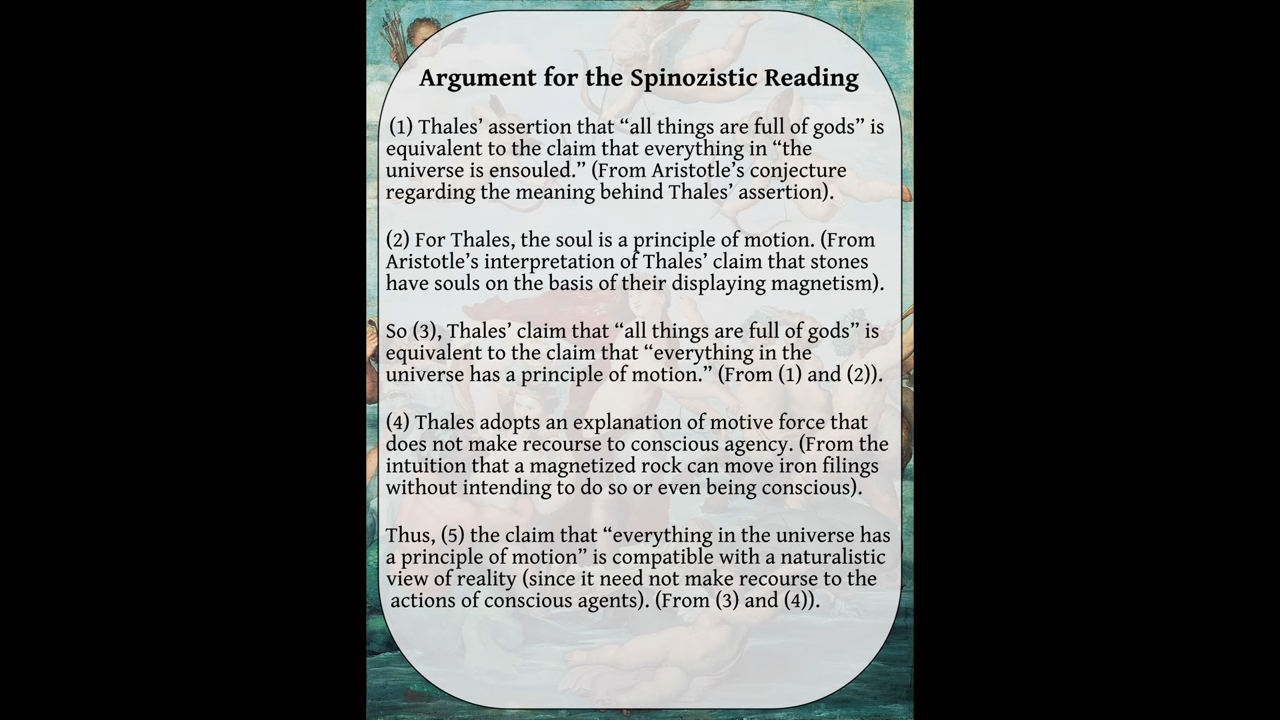 Argument for the Spinozistic Reading
(1) Thales’ assertion that “all things are full of gods” is
equivalent to the claim that everything in “the
universe is ensouled.” (From Aristotle’s conjecture
regarding the meaning behind Thales’ assertion).
(2) For Thales, the soul is a principle of motion. (From
Aristotle’s interpretation of Thales’ claim that stones
have souls on the basis of their displaying magnetism).
So (3), Thales’ claim that “all things are full of gods” is
equivalent to the claim that “everything in the
universe has a principle of motion.” (From (1) and (2)).
(4) Thales adopts an explanation of motive force that
does not make recourse to conscious agency. (From the
intuition that a magnetized rock can move iron filings
without intending to do so or even being conscious).
Thus, (5) the claim that “everything in the universe has
a principle of motion” is compatible with a naturalistic
view of reality (since it need not make recourse to the
actions of conscious agents). (From (3) and (4)).